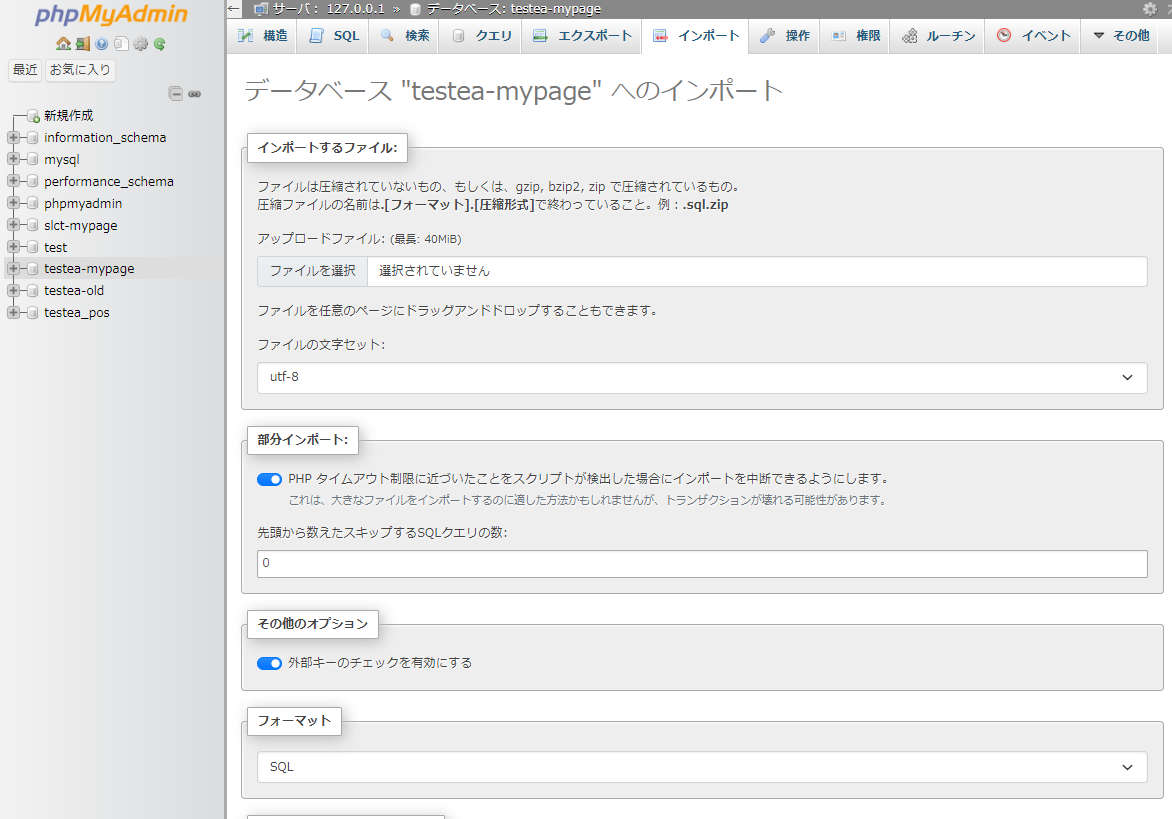 phpMyAdmin
最近 お気に入り
新規作成
information_schema
mysql
performance_schema
phpmyadmin
slct-mypage
test
testea-mypage
testea-old
testea_pos
← サーバ： 127.0.0.1 » データベース: testea-mypage
構造 SQL 検索 クエリ エクスポート インポート 操作 権限 ルーチン イベント ▼ その他
データベース "testea-mypage" へのインポート
インポートするファイル:
ファイルは圧縮されていないもの、もしくは、gzip, bzip2, zip で圧縮されているもの。
圧縮ファイルの名前は.[フォーマット].[圧縮形式]で終わっていること。例：.sql.zip
アップロードファイル: (最長: 40MiB)
ファイルを選択 選択されていません
ファイルを任意のページにドラッグアンドドロップすることもできます。
ファイルの文字セット:
utf-8
部分インポート:
PHP タイムアウト制限に近づいたことをスクリプトが検出した場合にインポートを中断できるようにします。
これは、大きなファイルをインポートするのに適した方法かもしれませんが、トランザクションが壊れる可能性があります。
先頭から数えたスキップするSQLクエリの数:
0
その他のオプション
外部キーのチェックを有効にする
フォーマット
SQL